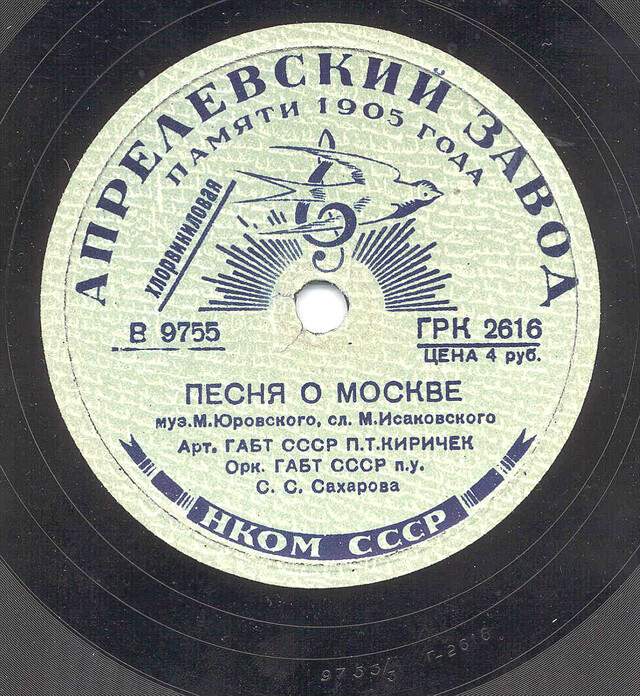 АПРЕЛЕВСКИЙ ЗАВОД
ПАМЯТИ 1905 ГОДА
хлорвиниловая
В 9755
ГРК 2616
ЦЕНА 4 руб.
ПЕСНЯ О МОСКВЕ
муз.М.Юровского, сл. М.Исаковского
Арт. ГАБТ СССР П.Т.КИРИЧЕК
Орк. ГАБТ СССР п.у.
С. С. Сахарова
НКОМ СССР
Г-2616